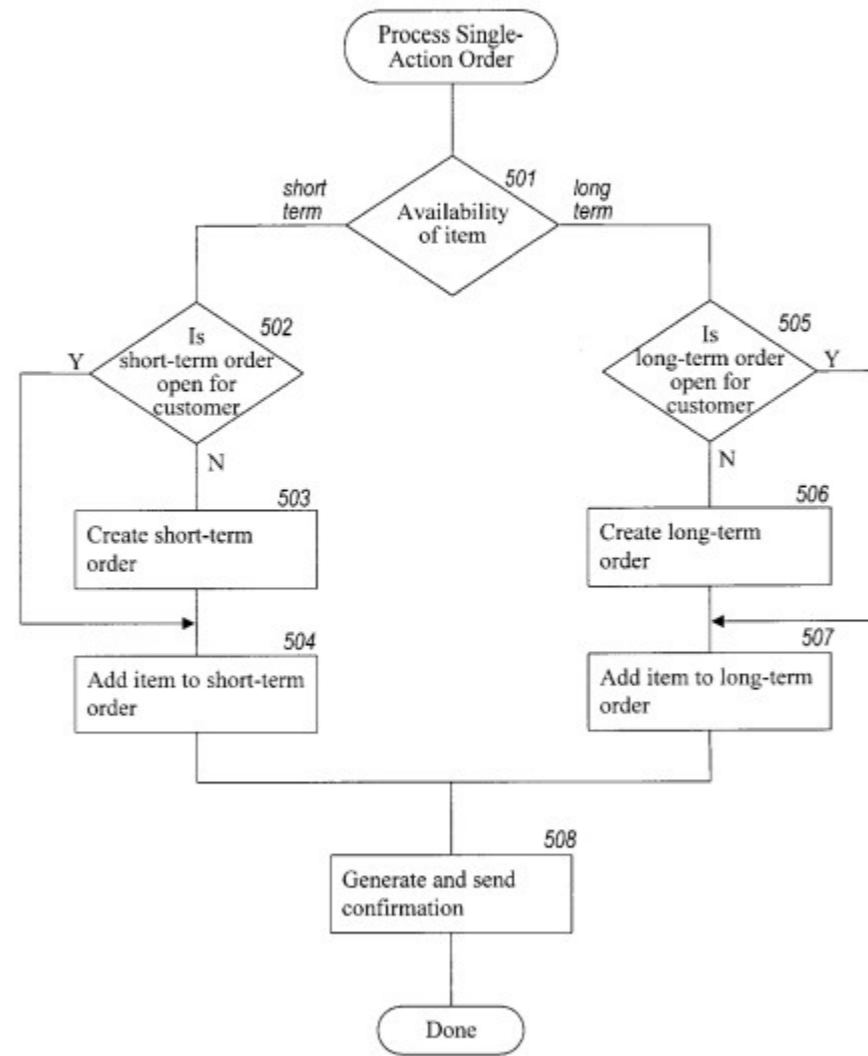 Process Single-
Action Order
501
short
term
long
term
Availability
of item
502
Is
short-term order
open for
customer
Y
N
505
Is
long-term order
open for
customer
Y
N
503
Create short-term
order
506
Create long-term
order
504
Add item to short-term
order
507
Add item to long-term
order
508
Generate and send
confirmation
Done